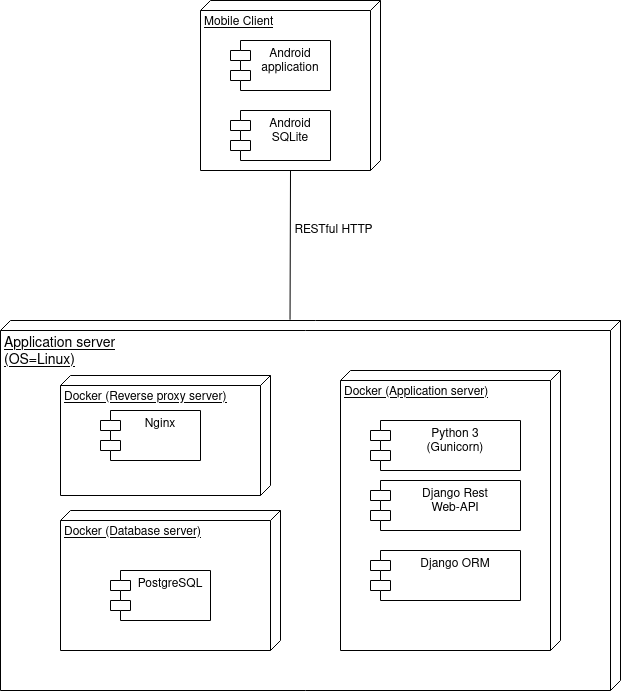 Mobile Client
Android
application
Android
SQLite
RESTful HTTP
Application server
(OS=Linux)
Docker (Reverse proxy server)
Nginx
Docker (Application server)
Python 3
(Gunicorn)
Django Rest
Web-API
Django ORM
Docker (Database server)
PostgreSQL